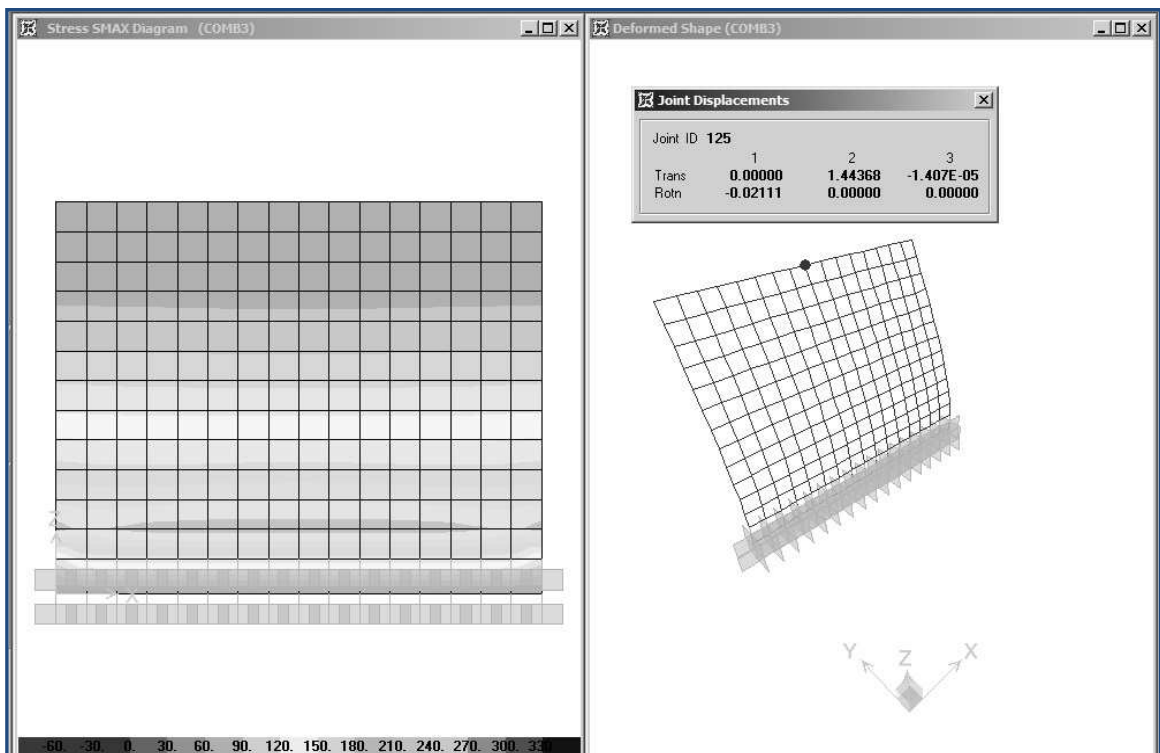 Stress SMAX Diagram (COMB3)
Z
X
-60. -30. 0. 30. 60. 90. 120. 150. 180. 210. 240. 270. 300. 330.
Deformed Shape (COMB3)
Joint Displacements
Joint ID 125
1 2 3
Trans 0.00000 1.44368 -1.407E-05
Rotn -0.02111 0.00000 0.00000
Y Z X